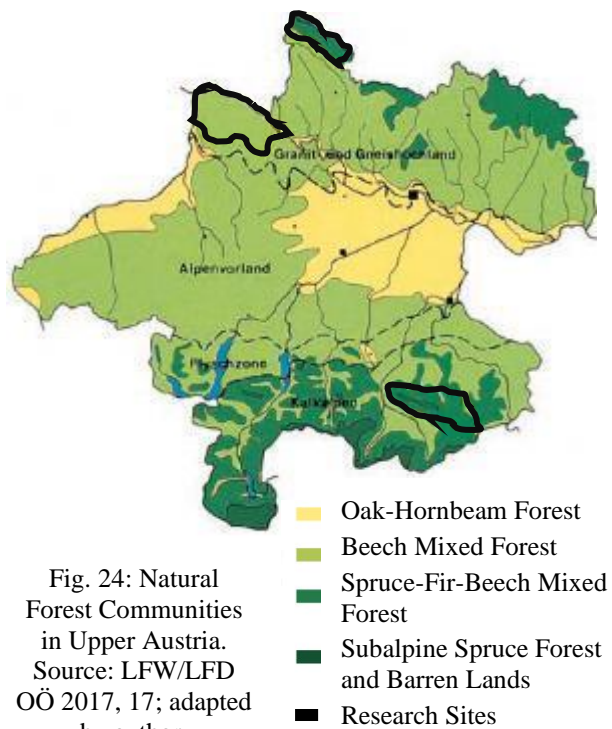 Granit- und Gneishochland
Alpenvorland
Flyschzone
Kalkalpen
Oak-Hornbeam Forest
Beech Mixed Forest
Spruce-Fir-Beech Mixed
Forest
Subalpine Spruce Forest
and Barren Lands
Research Sites
Fig. 24: Natural
Forest Communities
in Upper Austria.
Source: LFW/LFD
OÖ 2017, 17; adapted
by author